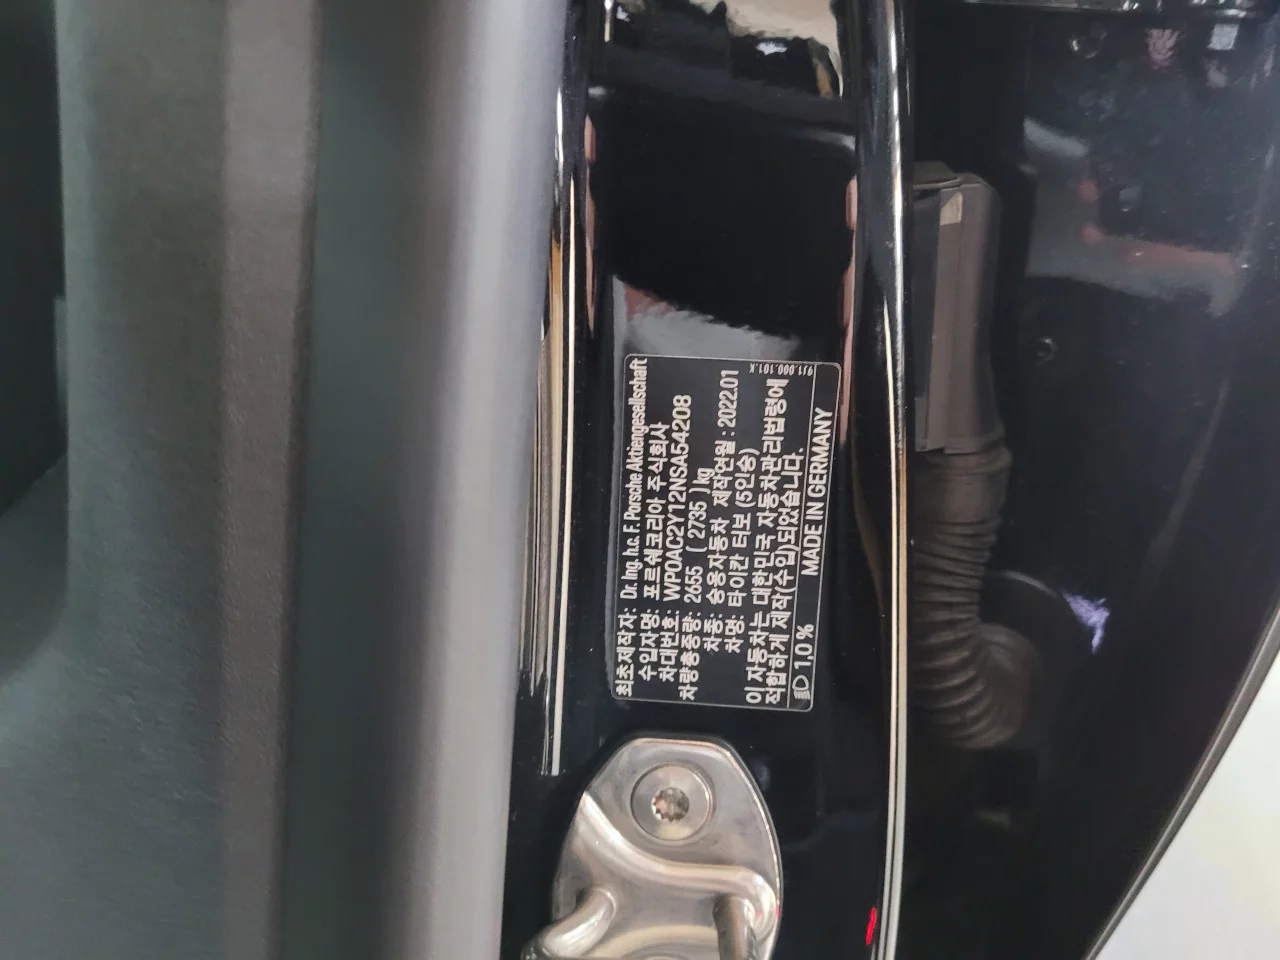 최초제작자: Dr. Ing. h.c. F. Porsche Aktiengesellschaft
수입자명: 포르쉐코리아 주식회사
차대번호: WP0AC2Y12NSA54208
차량총중량: 2655 ( 2735 )kg
차종: 승용자동차 제작연월 : 2022.01
차명: 타이칸 터보 (5인승)
이 자동차는 대한민국 자동차관리법령에
적합하게 제작(수입)되었습니다.
1,0 % MADE IN GERMANY
9J1.000.101.K